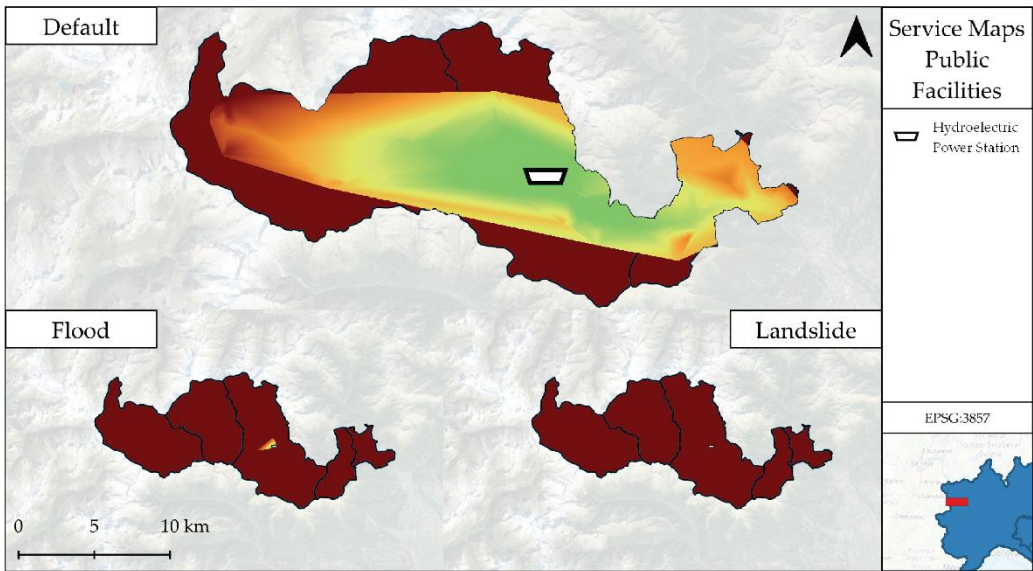 Default
Service Maps
Public
Facilities
Hydroelectric
Power Station
Flood
Landslide
0 5 10 km
EPSG:3857